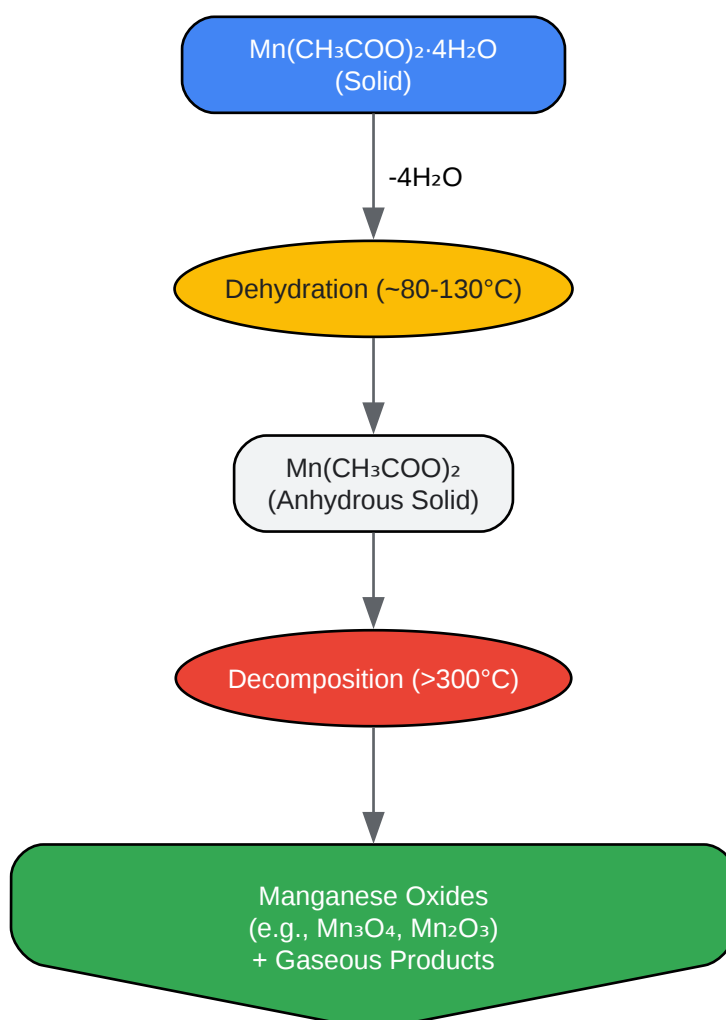 Mn(CH₃COO)₂·4H₂O
(Solid)
-4H₂O
Dehydration (~80-130°C)
Mn(CH₃COO)₂
(Anhydrous Solid)
Decomposition (>300°C)
Manganese Oxides
(e.g., Mn₃O₄, Mn₂O₃)
+ Gaseous Products